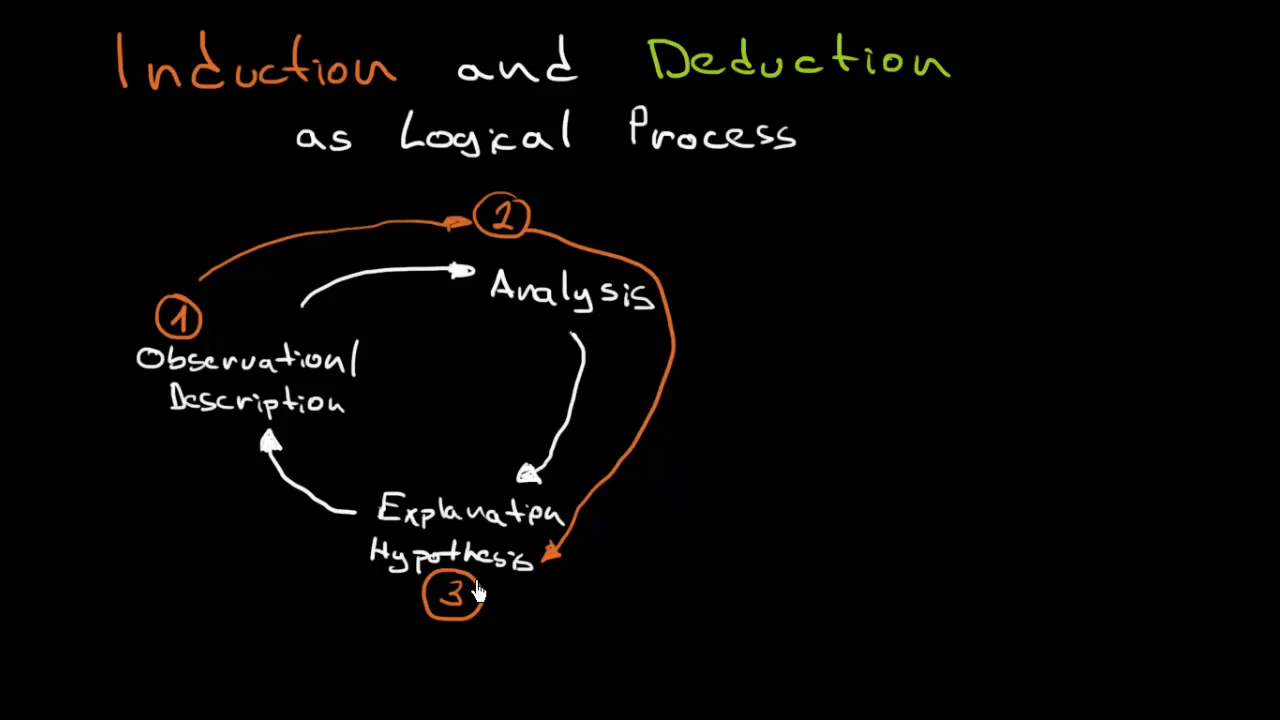 Induction and Deduction
as Logical Process
2
Analysis
1
Observation/
Description
Explanation
Hypothesis
3